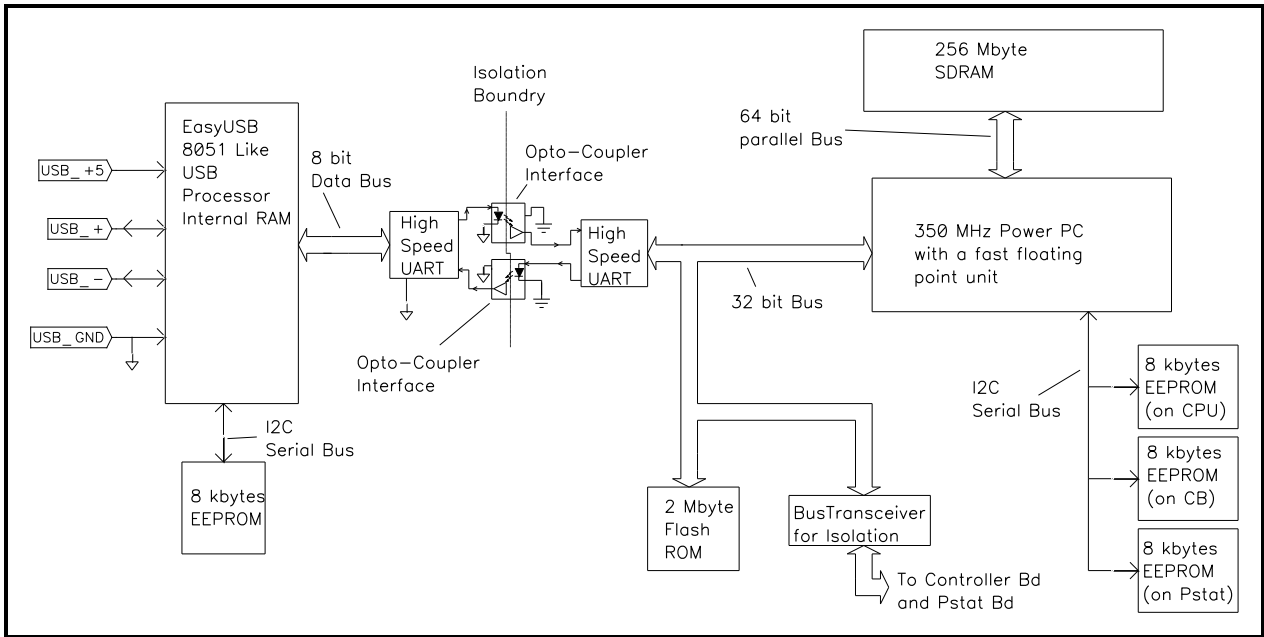 256 Mbyte
SDRAM
Isolation
Boundry
64 bit
parallel Bus
EasyUSB
8051 Like
USB
Processor
Internal RAM
USB_ +5
USB_ +
USB_ -
USB_ GND
8 bit
Data Bus
Opto-Coupler
Interface
High
Speed
UART
High
Speed
UART
Opto-Coupler
Interface
32 bit Bus
350 MHz Power PC
with a fast floating
point unit
I2C
Serial Bus
8 kbytes
EEPROM
I2C
Serial Bus
8 kbytes
EEPROM
(on CPU)
8 kbytes
EEPROM
(on CB)
8 kbytes
EEPROM
(on Pstat)
2 Mbyte
Flash
ROM
BusTransceiver
for Isolation
To Controller Bd
and Pstat Bd